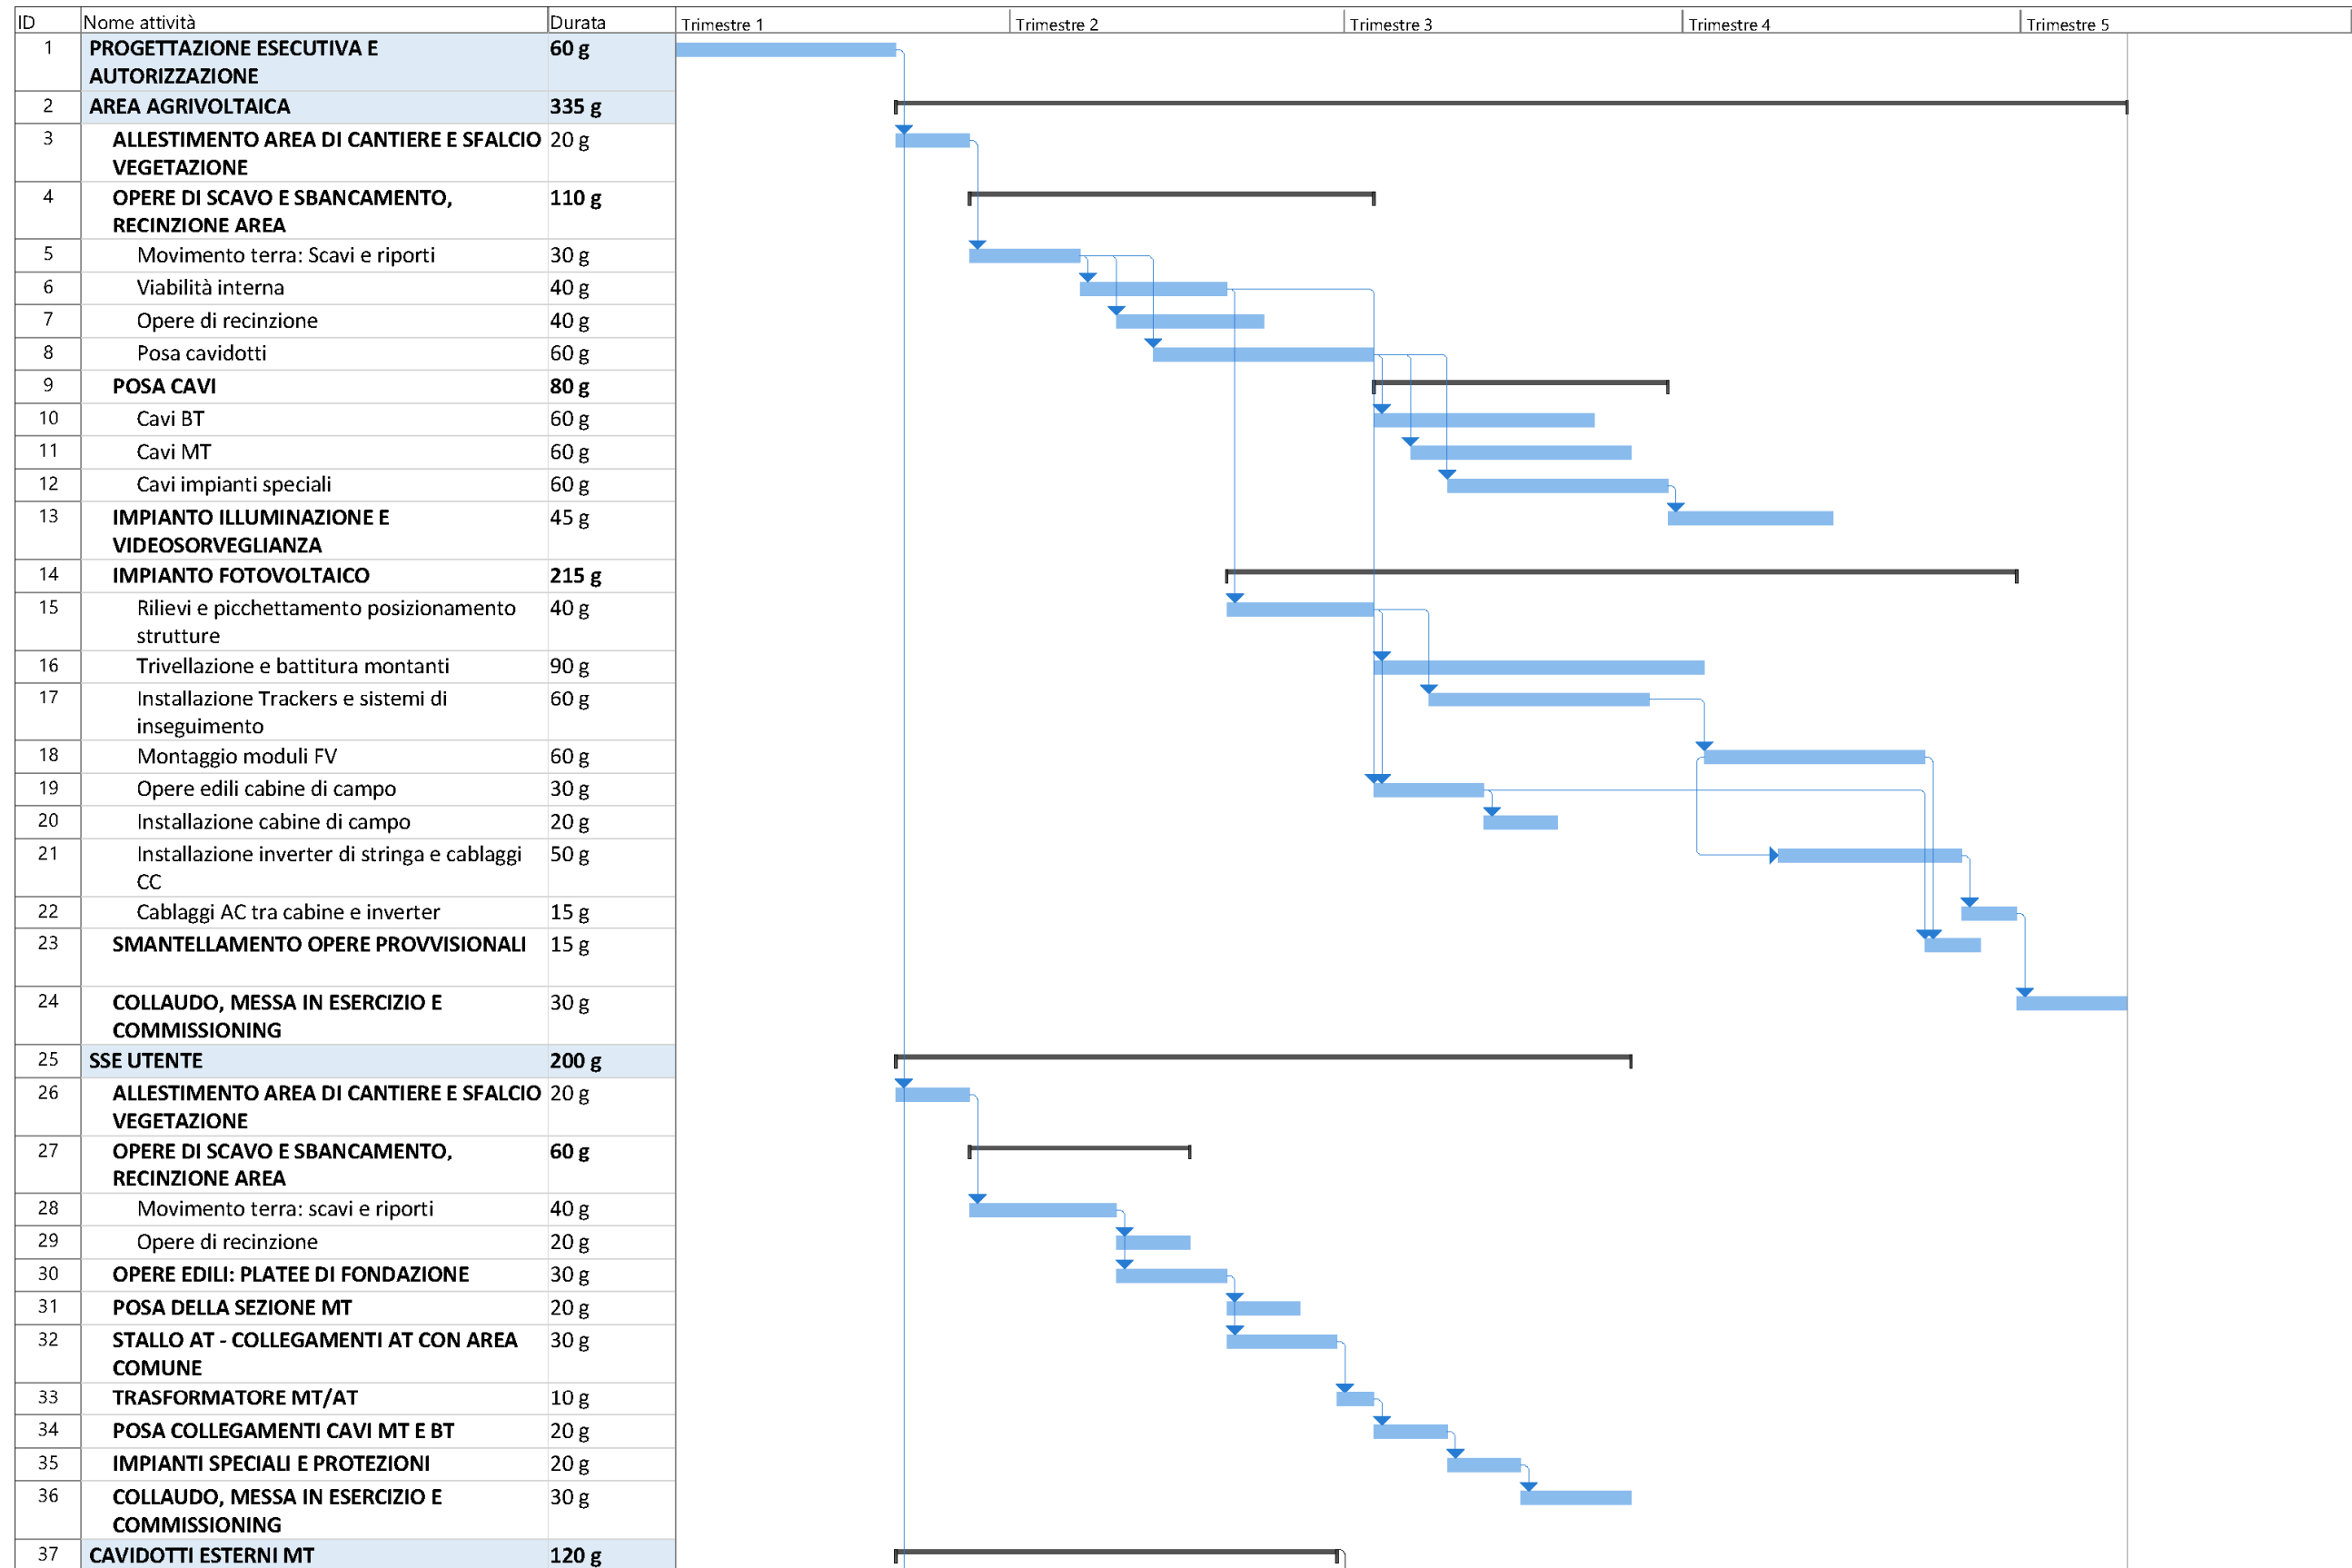 ID Nome attività Durata Trimestre 1 Trimestre 2 Trimestre 3 Trimestre 4 Trimestre 5
1 PROGETTAZIONE ESECUTIVA E 60 g
AUTORIZZAZIONE
2 AREA AGRIVOLTAICA 335 g
3 ALLESTIMENTO AREA DI CANTIERE E SFALCIO 20 g
VEGETAZIONE
4 OPERE DI SCAVO E SBANCAMENTO, 110 g
RECINZIONE AREA
5 Movimento terra: Scavi e riporti 30 g
6 Viabilità interna 40 g
7 Opere di recinzione 40 g
8 Posa cavidotti 60 g
9 POSA CAVI 80 g
10 Cavi BT 60 g
11 Cavi MT 60 g
12 Cavi impianti speciali 60 g
13 IMPIANTO ILLUMINAZIONE E 45 g
VIDEOSORVEGLIANZA
14 IMPIANTO FOTOVOLTAICO 215 g
15 Rilievi e picchettamento posizionamento 40 g
strutture
16 Trivellazione e battitura montanti 90 g
17 Installazione Trackers e sistemi di 60 g
inseguimento
18 Montaggio moduli FV 60 g
19 Opere edili cabine di campo 30 g
20 Installazione cabine di campo 20 g
21 Installazione inverter di stringa e cablaggi 50 g
CC
22 Cablaggi AC tra cabine e inverter 15 g
23 SMANTELLAMENTO OPERE PROVVISIONALI 15 g
24 COLLAUDO, MESSA IN ESERCIZIO E 30 g
COMMISSIONING
25 SSE UTENTE 200 g
26 ALLESTIMENTO AREA DI CANTIERE E SFALCIO 20 g
VEGETAZIONE
27 OPERE DI SCAVO E SBANCAMENTO, 60 g
RECINZIONE AREA
28 Movimento terra: scavi e riporti 40 g
29 Opere di recinzione 20 g
30 OPERE EDILI: PLATEE DI FONDAZIONE 30 g
31 POSA DELLA SEZIONE MT 20 g
32 STALLO AT - COLLEGAMENTI AT CON AREA 30 g
COMUNE
33 TRASFORMATORE MT/AT 10 g
34 POSA COLLEGAMENTI CAVI MT E BT 20 g
35 IMPIANTI SPECIALI E PROTEZIONI 20 g
36 COLLAUDO, MESSA IN ESERCIZIO E 30 g
COMMISSIONING
37 CAVIDOTTI ESTERNI MT 120 g